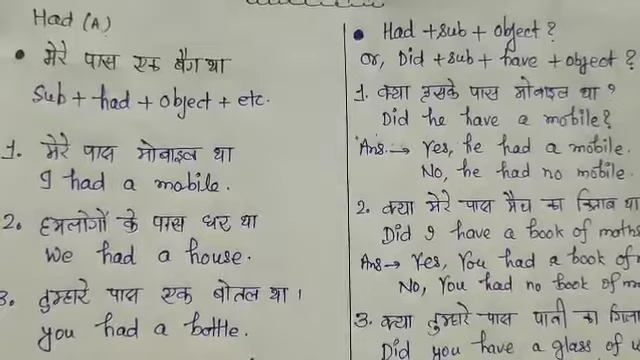 Had (A)
• मेरे पास एक बैग था
Sub + had + object + etc.
1. मेरे पास मोबाइल था
I had a mobile.
2. हमलोगों के पास घर था
We had a house.
3. तुम्हारे पास एक बोतल था।
you had a bottle.
• Had + sub + object?
or, Did + sub + have + object?
1. क्या उसके पास मोबाइल था?
Did he have a mobile?
Ans. → Yes, he had a mobile.
No, he had no mobile.
2. क्या मेरे पास मैथ का किताब था
Did I have a book of moths
Ans → Yes, You had a book of
No, You had no book of
3. क्या तुम्हारे पास पानी का
Did you have a glass of